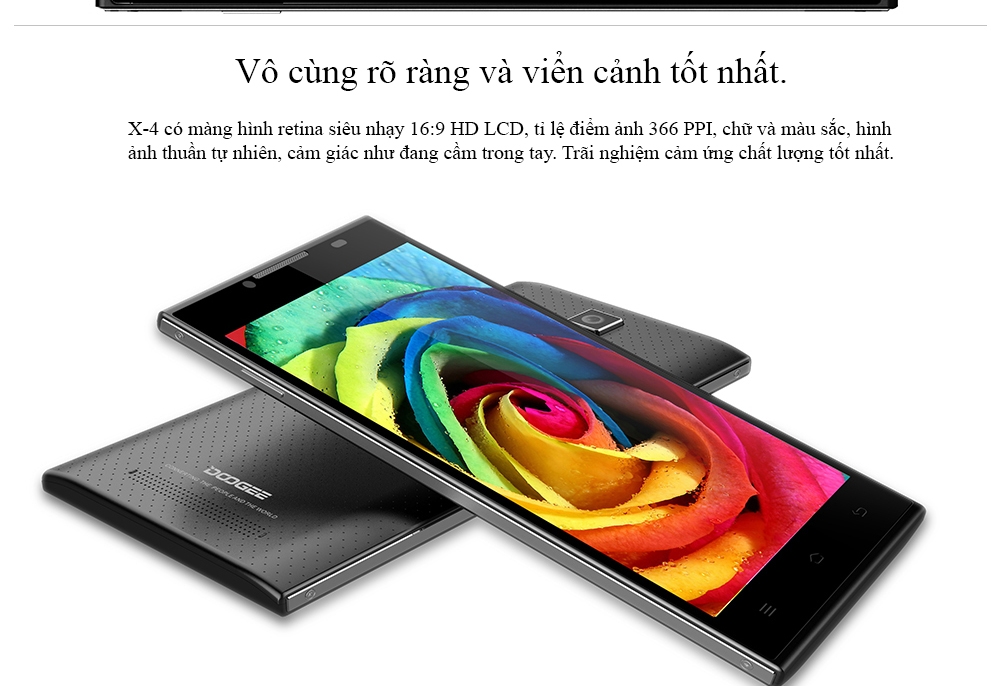 Vô cùng rõ ràng và viển cảnh tốt nhất.
X-4 có màng hình retina siêu nhạy 16:9 HD LCD, tỉ lệ điểm ảnh 366 PPI, chữ và màu sắc, hình
ảnh thuần tự nhiên, cảm giác như đang cầm trong tay. Trãi nghiệm cảm ứng chất lượng tốt nhất.
DOOGEE
CONNECTING THE PEOPLE AND THE WORLD